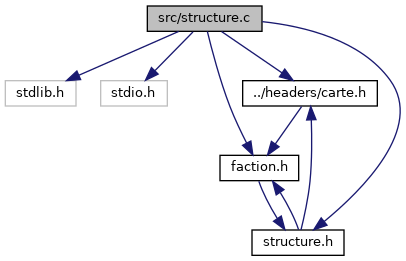 src/structure.c
stdlib.h
stdio.h
../headers/carte.h
faction.h
structure.h